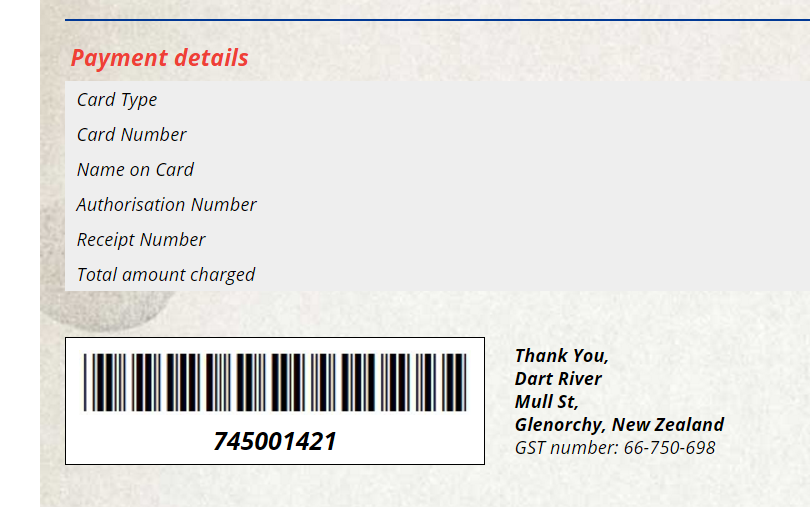 Payment details
Card Type
Card Number
Name on Card
Authorisation Number
Receipt Number
Total amount charged
745001421
Thank You,
Dart River
Mull St,
Glenorchy, New Zealand
GST number: 66-750-698